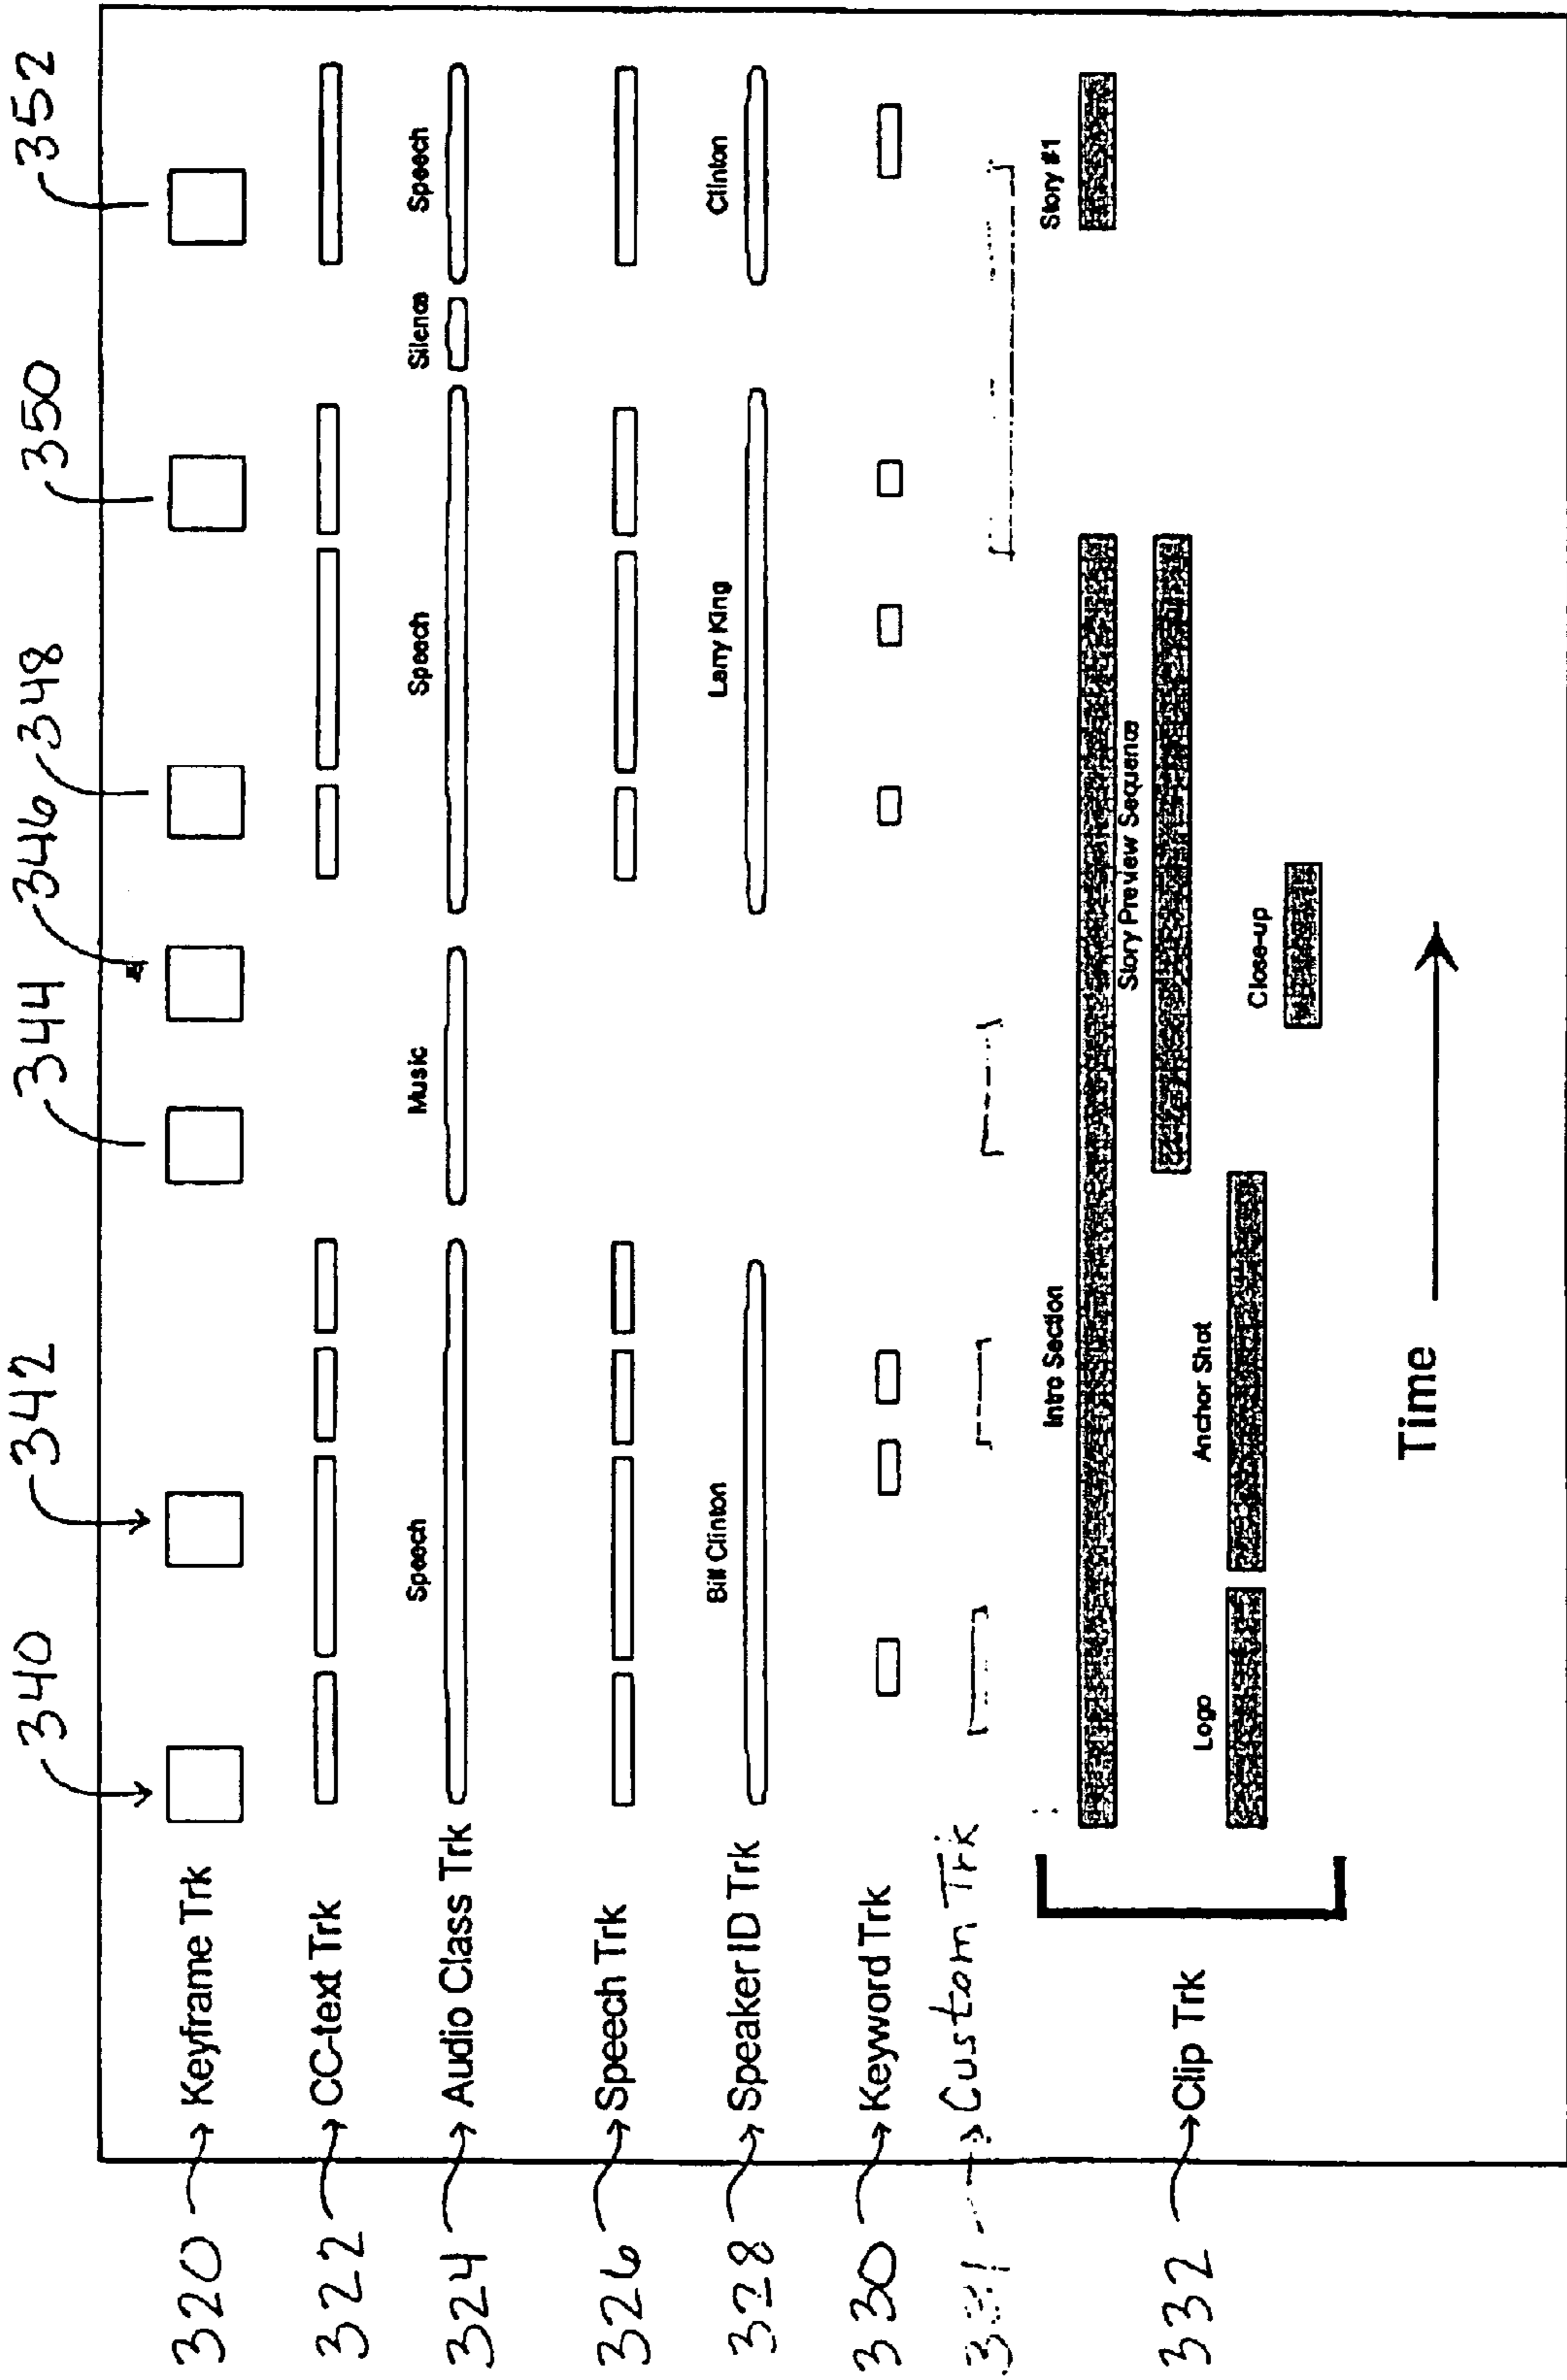 340 342 344 346 348 350 352
320 Keyframe Trk
322 CC-text Trk
Speech Music Speech Silence Speech
324 Audio Class Trk
326 Speech Trk
Bill Clinton Larry King Clinton
328 Speaker ID Trk
330 Keyword Trk
Custom Trk
Intro Section Story #1
Story Preview Sequence
332 Clip Trk
Logo Anchor Shot
Close-up
Time